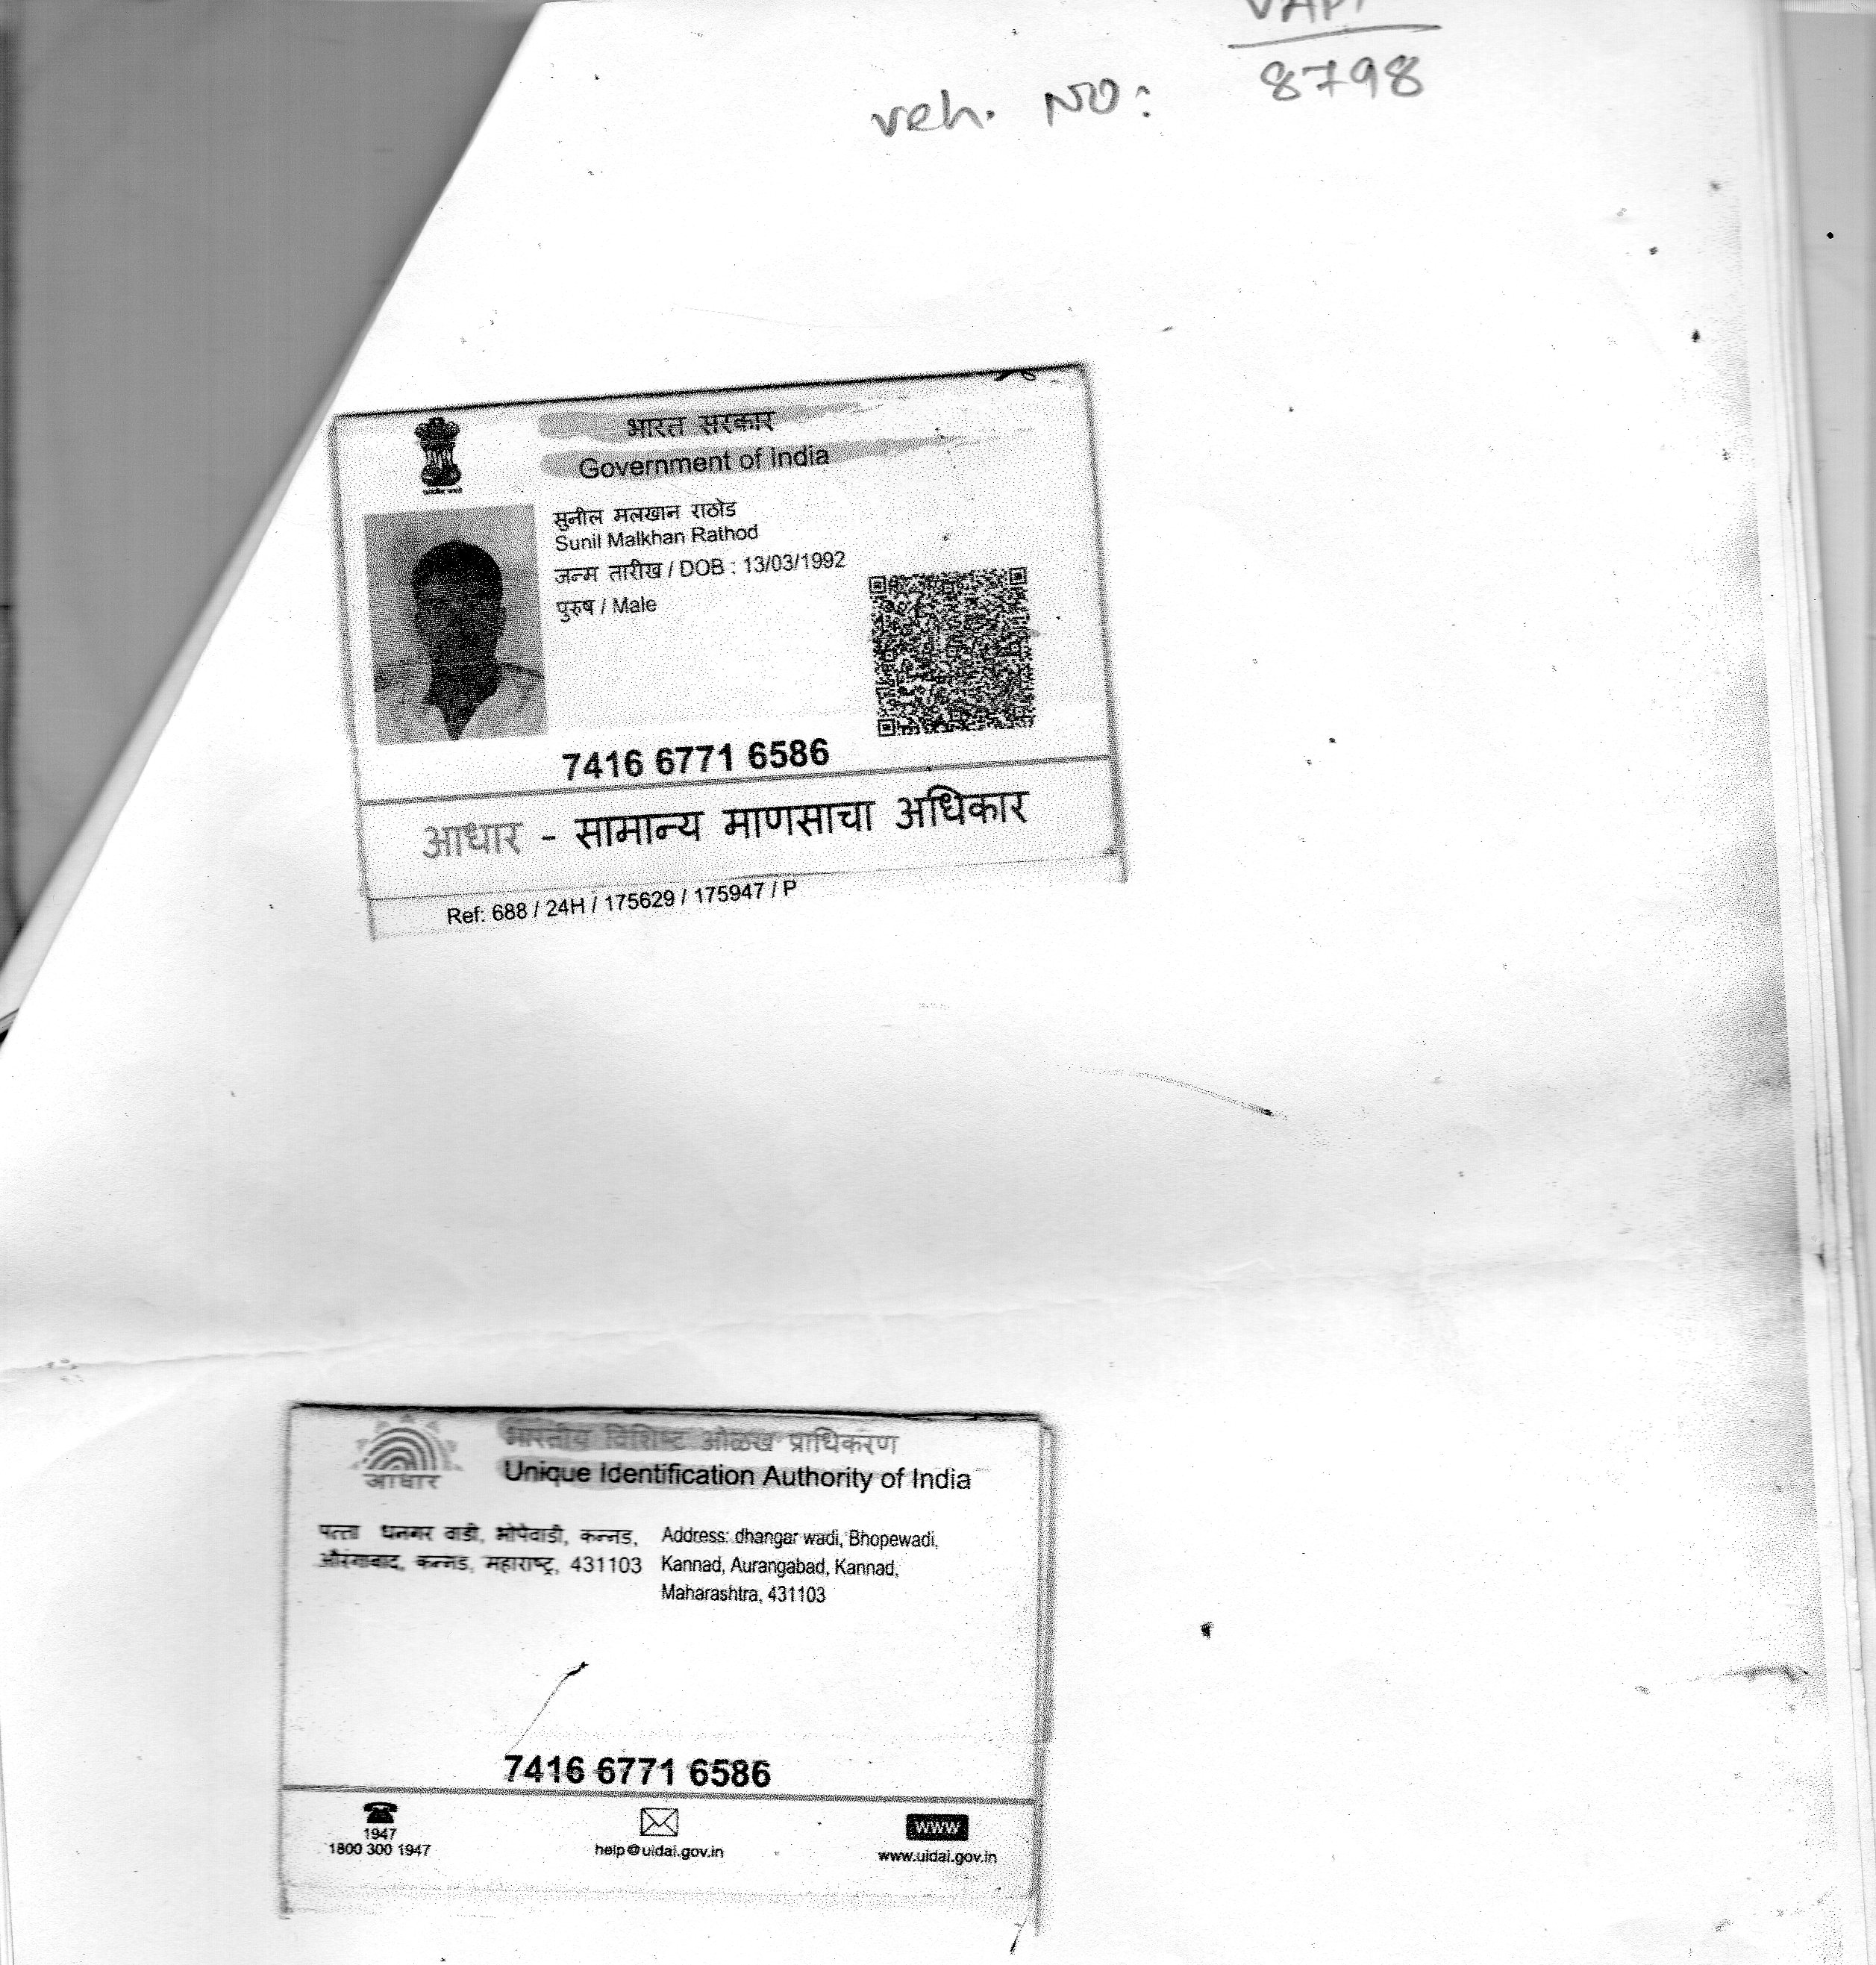 VAPI
veh. NO: 8798
भारत सरकार
Government of India
सुनील मलखान राठोड
Sunil Malkhan Rathod
जन्म तारीख / DOB : 13/03/1992
पुरुष / Male
7416 6771 6586
आधार - सामान्य माणसाचा अधिकार
Ref: 688 / 24H / 175629 / 175947 / P
भारतीय विशिष्ट ओळख प्राधिकरण
आधार
Unique Identification Authority of India
पत्ता धनगर वाडी, भोपेवाडी, कन्नड,
औरंगाबाद, कन्नड, महाराष्ट्र, 431103
Address: dhangar wadi, Bhopewadi,
Kannad, Aurangabad, Kannad,
Maharashtra, 431103
7416 6771 6586
1947
1800 300 1947
help@uidai.gov.in
www
www.uidai.gov.in